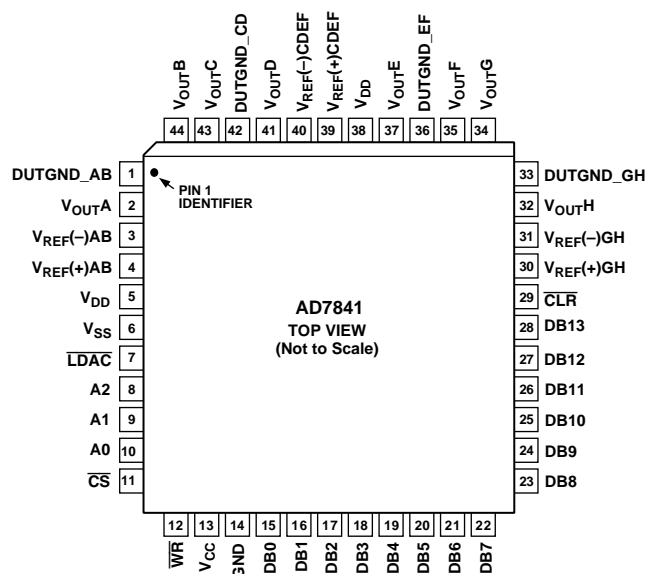 VOUTB
VOUTC
DUTGND_CD
VOUTD
VREF(–)CDEF
VREF(+)CDEF
VDD
VOUTE
DUTGND_EF
VOUTF
VOUTG
44 43 42 41 40 39 38 37 36 35 34
DUTGND_AB 1
VOUTA 2
VREF(–)AB 3
VREF(+)AB 4
VDD 5
VSS 6
L̅D̅A̅C̅ 7
A2 8
A1 9
A0 10
C̅S̅ 11
PIN 1
IDENTIFIER
AD7841
TOP VIEW
(Not to Scale)
33 DUTGND_GH
32 VOUTH
31 VREF(–)GH
30 VREF(+)GH
29 C̅L̅R̅
28 DB13
27 DB12
26 DB11
25 DB10
24 DB9
23 DB8
12 13 14 15 16 17 18 19 20 21 22
W̅R̅
VCC
GND
DB0
DB1
DB2
DB3
DB4
DB5
DB6
DB7